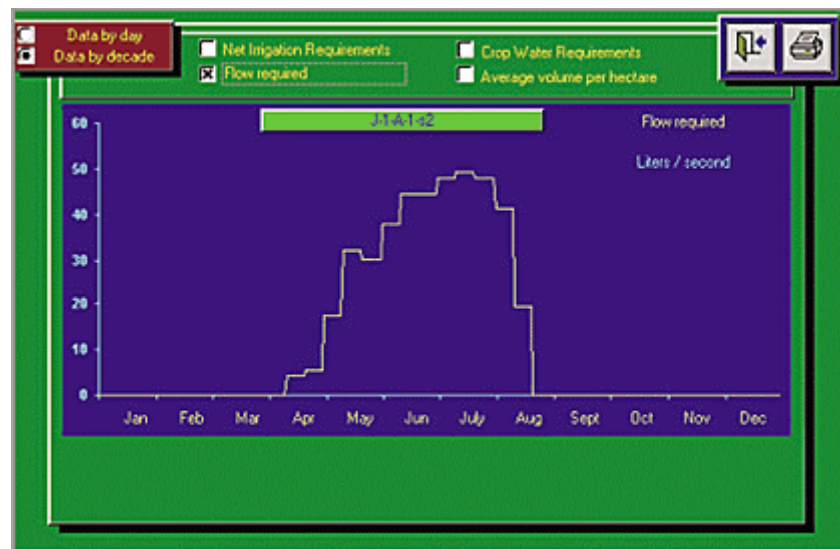 Data by day
Data by decade
Net Irrigation Requirements
Flow required
Crop Water Requirements
Average volume per hectare
J-1-A-1-s2
Flow required
Liters / second
60
50
40
30
20
10
0
Jan Feb Mar Apr May Jun July Aug Sept Oct Nov Dec